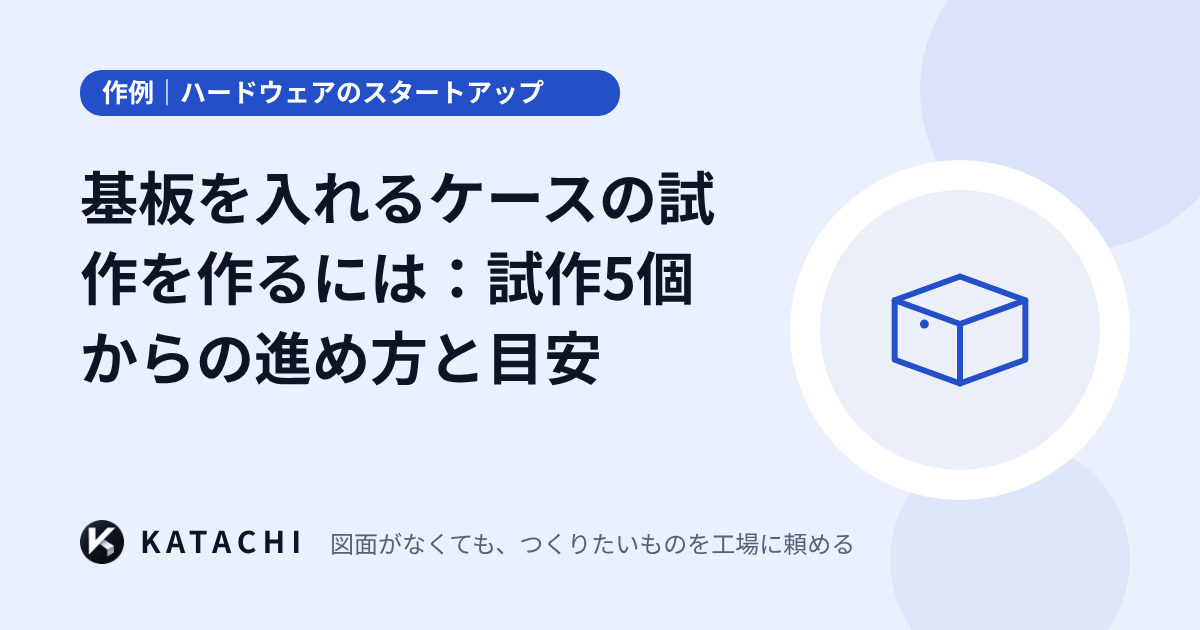 作例｜ハードウェアのスタートアップ
基板を入れるケースの試
作を作るには：試作5個
からの進め方と目安
KATACHI 図面がなくても、つくりたいものを工場に頼める